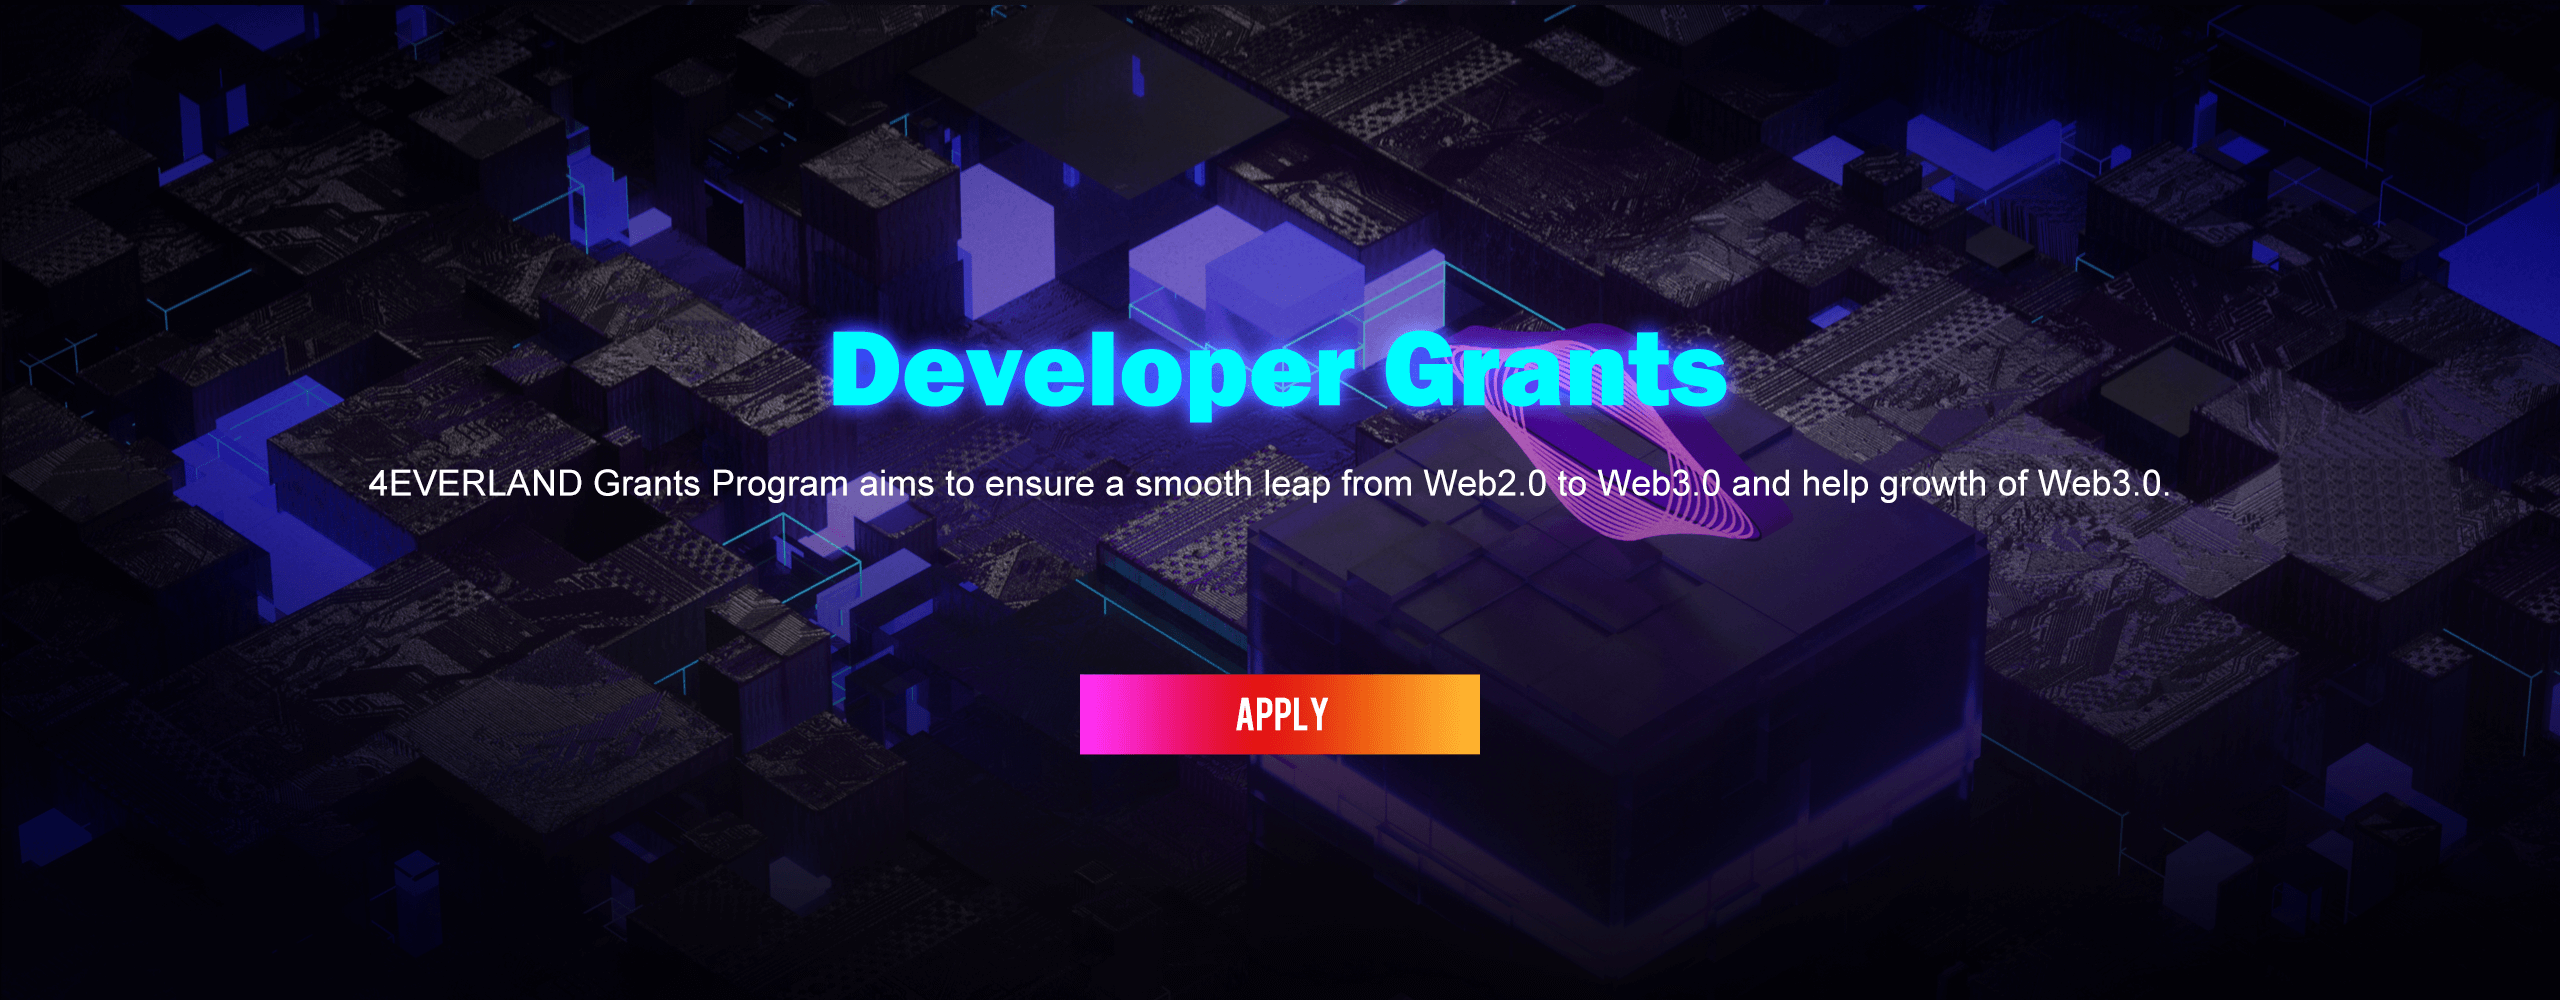 Developer Grants
4EVERLAND Grants Program aims to ensure a smooth leap from Web2.0 to Web3.0 and help growth of Web3.0.
APPLY